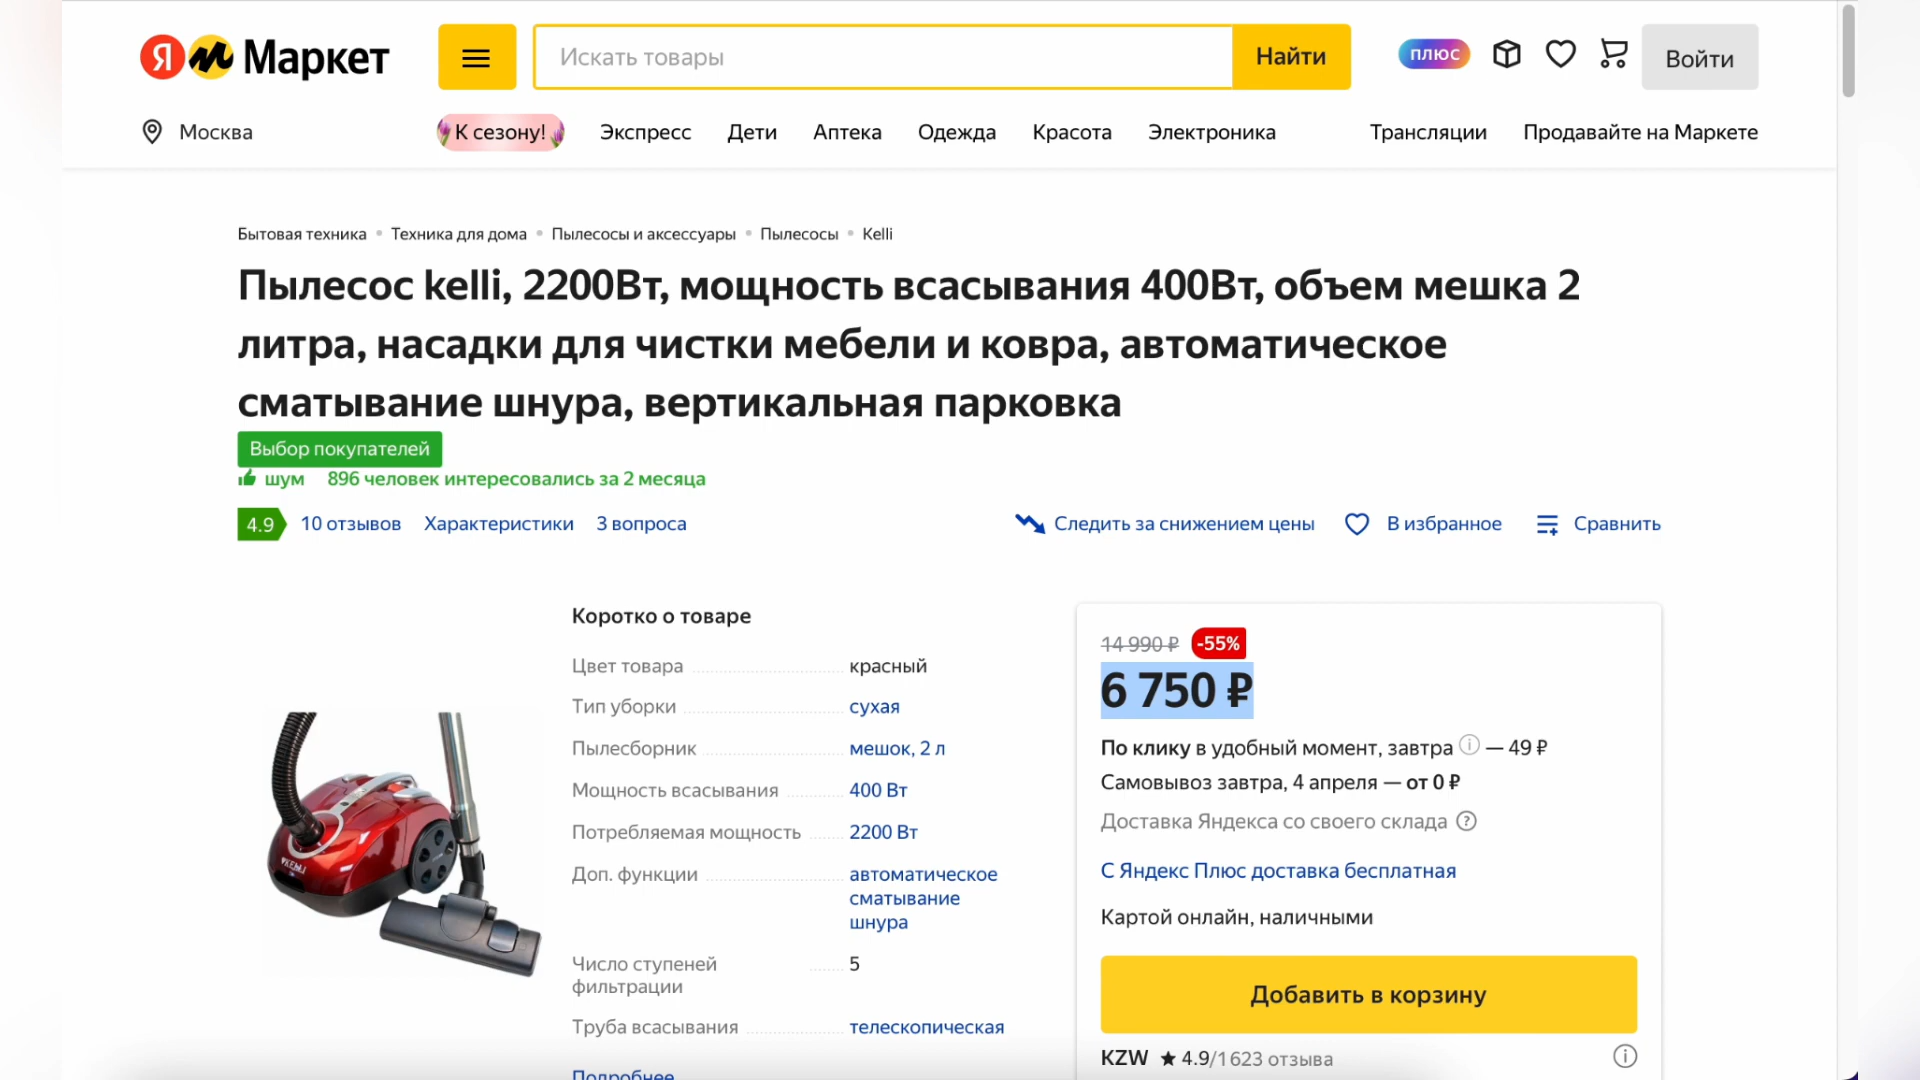 Я Маркет
Искать товары
Найти
плюс
Войти
Москва
К сезону!
Экспресс
Дети
Аптека
Одежда
Красота
Электроника
Трансляции
Продавайте на Маркете
Бытовая техника • Техника для дома • Пылесосы и аксессуары • Пылесосы • Kelli
Пылесос kelli, 2200Вт, мощность всасывания 400Вт, объем мешка 2
литра, насадки для чистки мебели и ковра, автоматическое
сматывание шнура, вертикальная парковка
Выбор покупателей
шум 896 человек интересовались за 2 месяца
4.9 10 отзывов Характеристики 3 вопроса
Следить за снижением цены
В избранное
Сравнить
Коротко о товаре
Цвет товара красный
Тип уборки сухая
Пылесборник мешок, 2 л
Мощность всасывания 400 Вт
Потребляемая мощность 2200 Вт
Доп. функции автоматическое
сматывание
шнура
Число ступеней 5
фильтрации
Труба всасывания телескопическая
Подробнее
14 990 ₽ -55%
6 750 ₽
По клику в удобный момент, завтра — 49 ₽
Самовывоз завтра, 4 апреля — от 0 ₽
Доставка Яндекса со своего склада
С Яндекс Плюс доставка бесплатная
Картой онлайн, наличными
Добавить в корзину
KZW ★ 4.9/1 623 отзыва